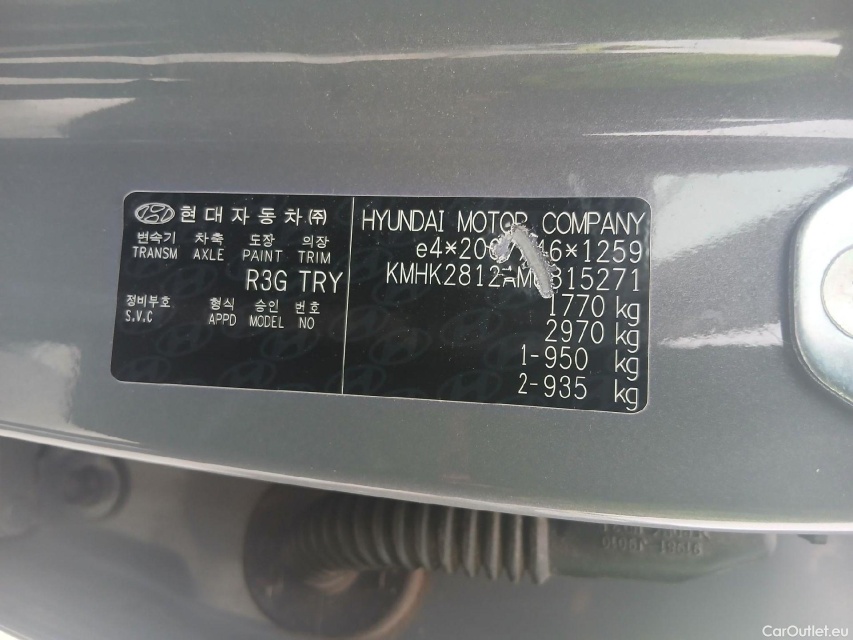 현대자동차㈜
변속기 차축 도장 의장
TRANSM AXLE PAINT TRIM
R3G TRY
정비부호 형식 승인 번호
S.V.C APPD MODEL NO
HYUNDAI MOTOR COMPANY
1770 kg
2970 kg
1-950 kg
2-935 kg
CarOutlet.eu